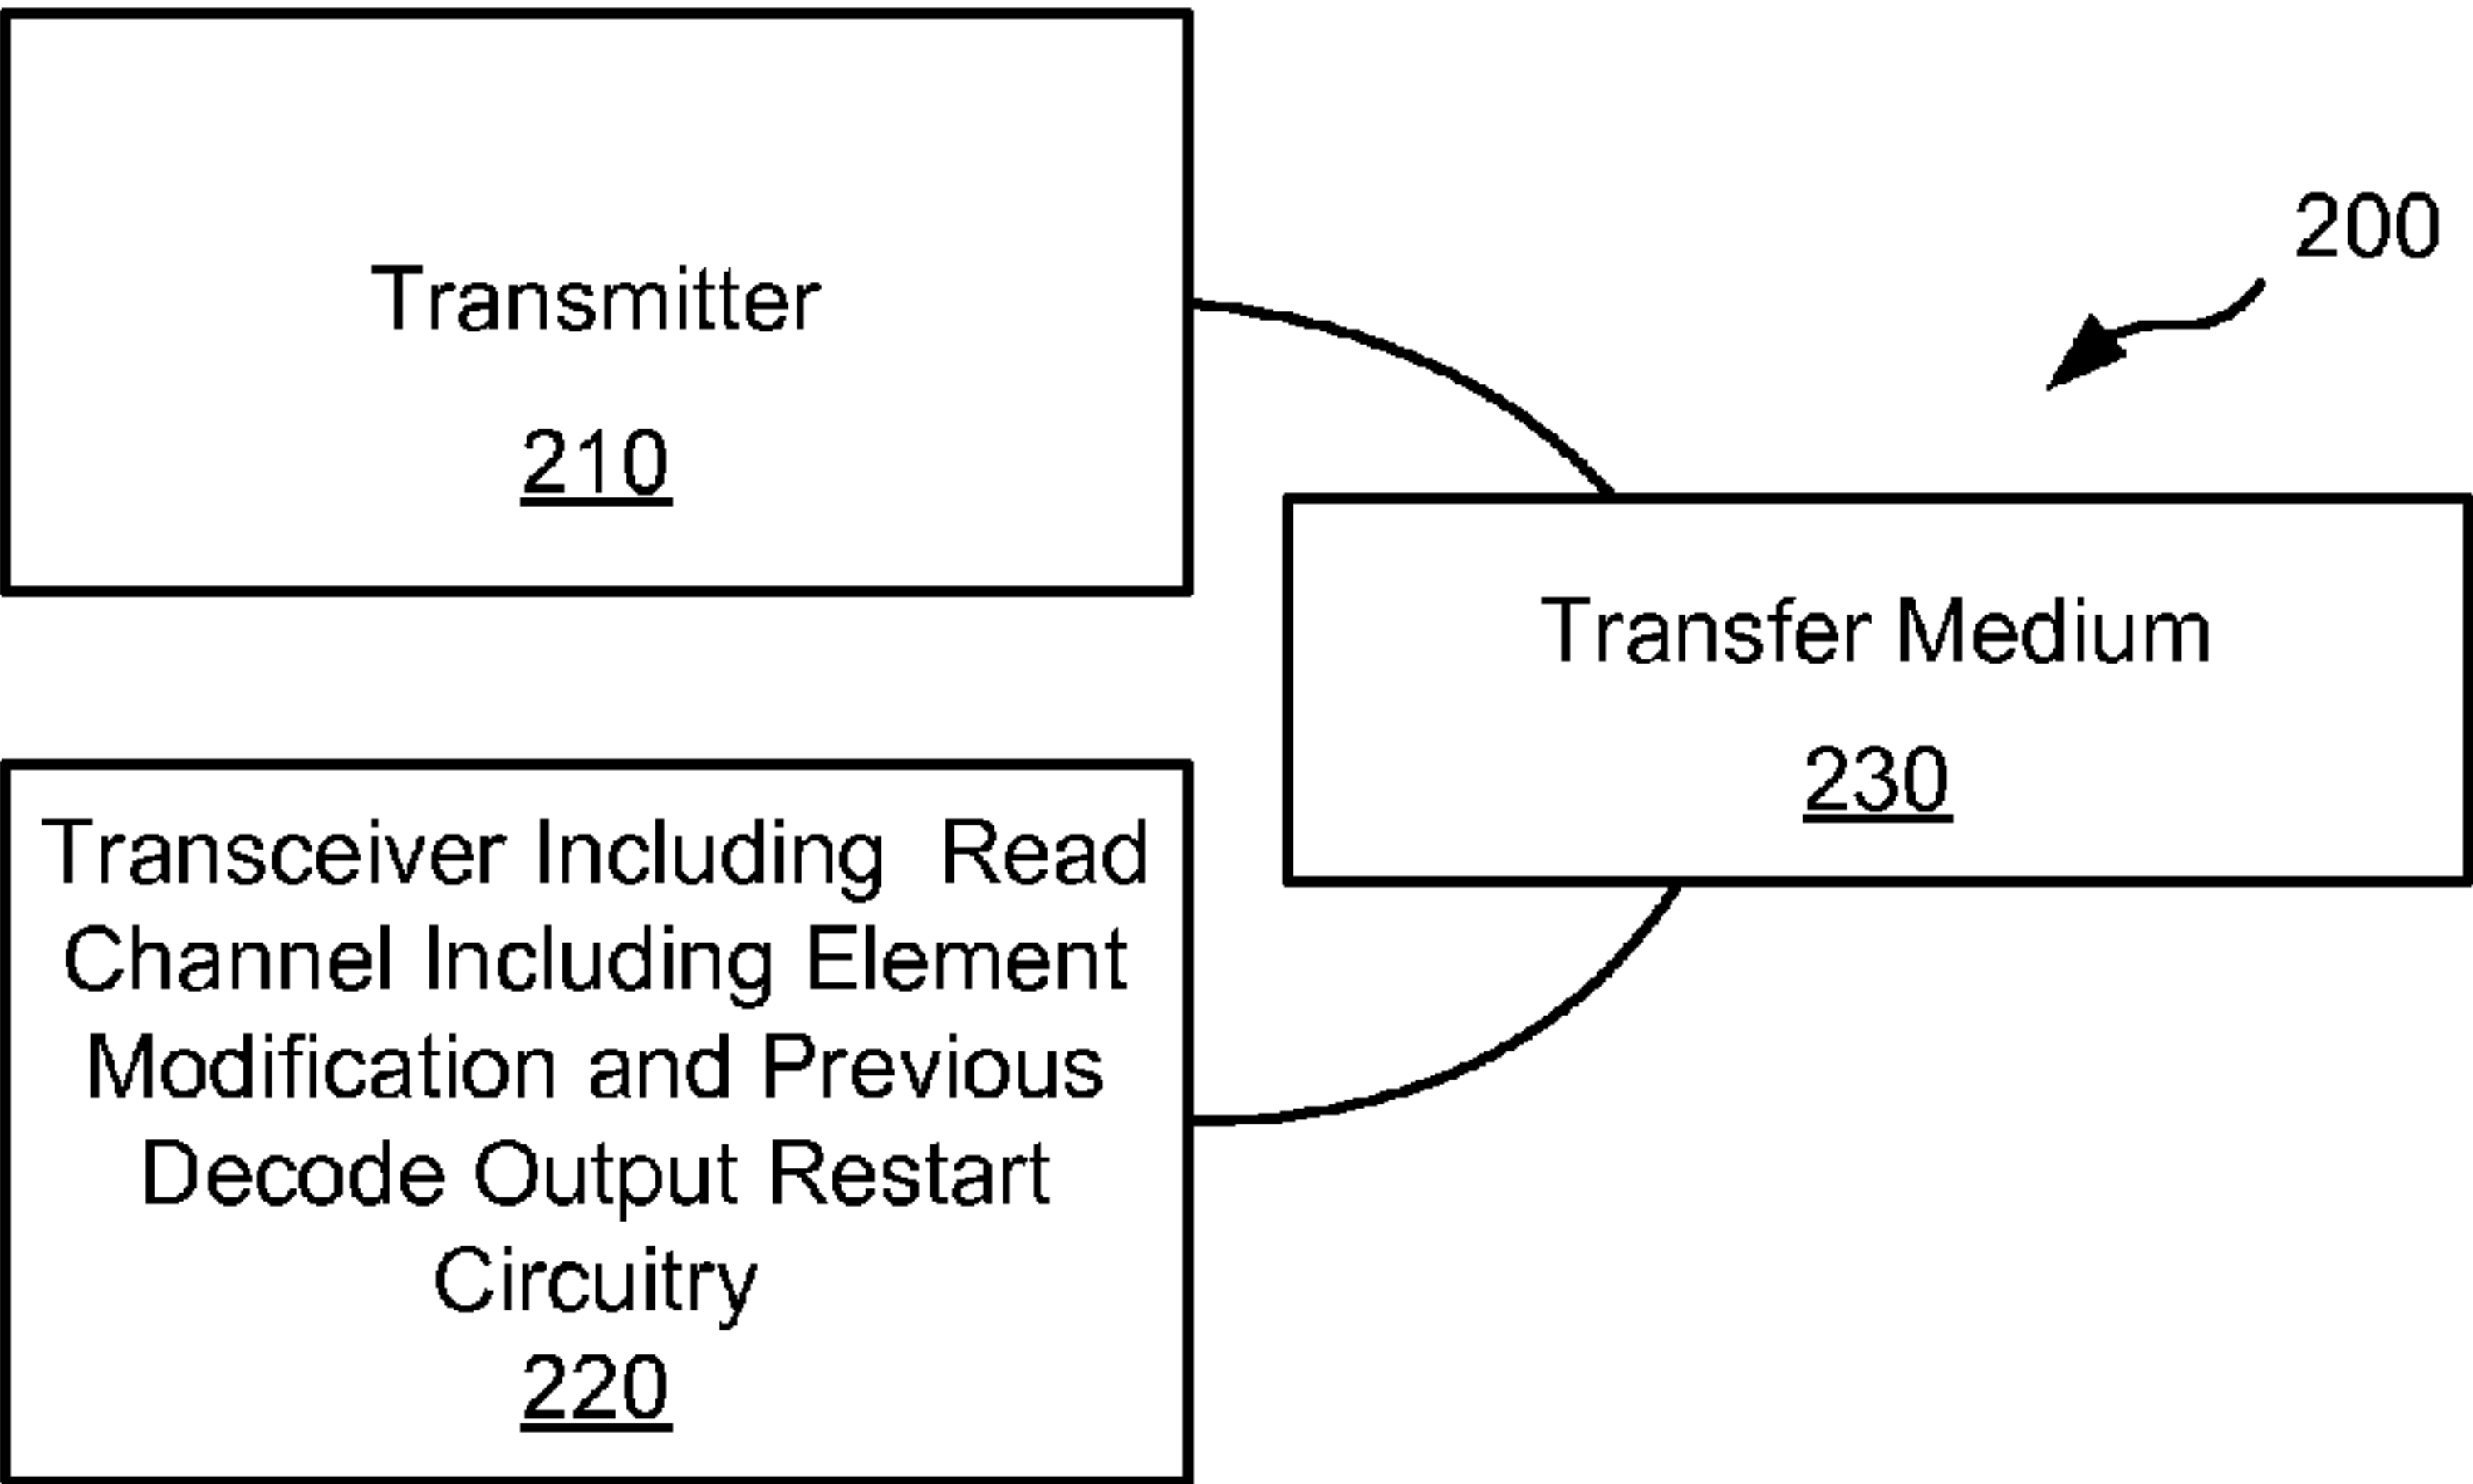 Transmitter
210
200
Transfer Medium
230
Transceiver Including Read
Channel Including Element
Modification and Previous
Decode Output Restart
Circuitry
220